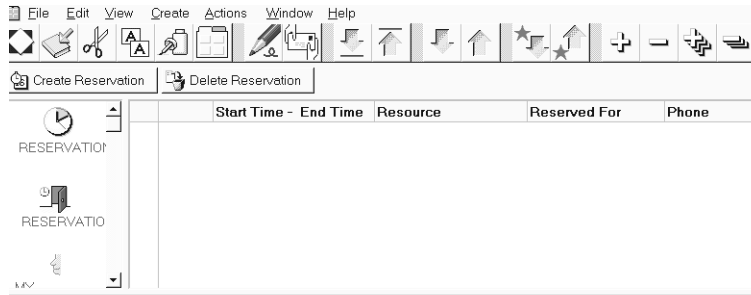 File Edit View Create Actions Window Help
Create Reservation Delete Reservation
Start Time - End Time Resource Reserved For Phone
RESERVATION
RESERVATIO
MY